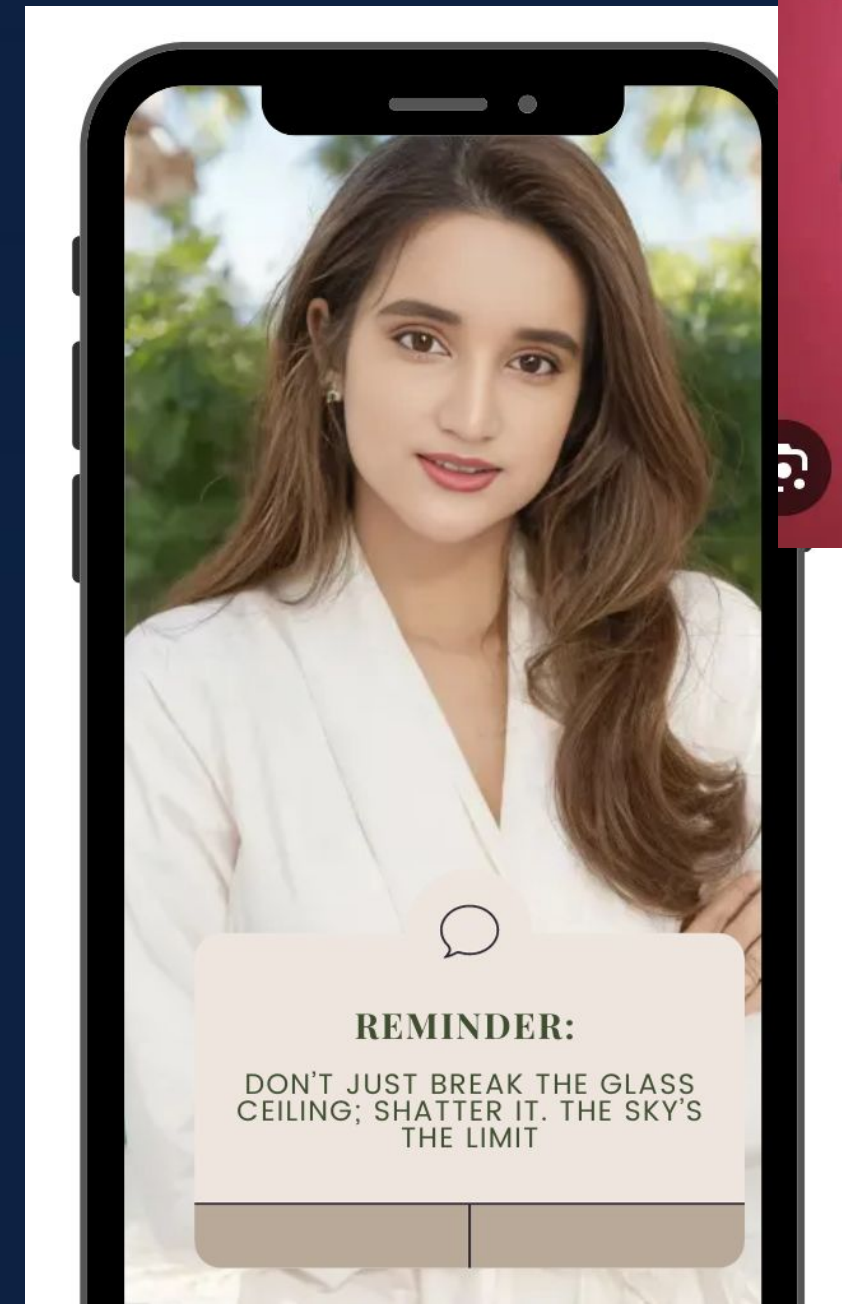 REMINDER:
DON'T JUST BREAK THE GLASS
CEILING; SHATTER IT. THE SKY'S
THE LIMIT